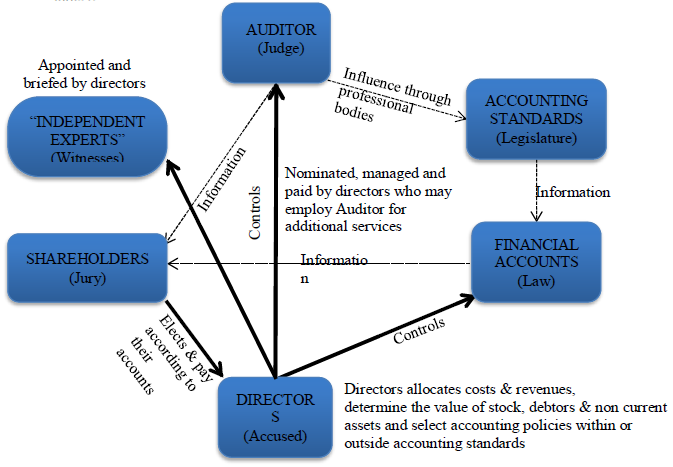 AUDITOR
(Judge)
Appointed and
briefed by directors
Influence through
professional
bodies
"INDEPENDENT
EXPERTS"
(Witnesses)
ACCOUNTING
STANDARDS
(Legislature)
Information
Controls
Nominated, managed and
paid by directors who may
employ Auditor for
additional services
Information
SHAREHOLDERS
(Jury)
Informatio
n
FINANCIAL
ACCOUNTS
(Law)
Elects & pay
according to
their
accounts
Controls
DIRECTOR
S
(Accused)
Directors allocates costs & revenues,
determine the value of stock, debtors & non current
assets and select accounting policies within or
outside accounting standards